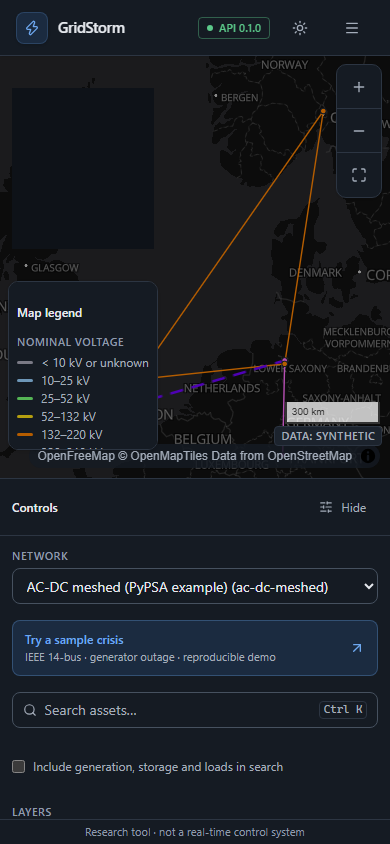 GridStorm
API 0.1.0
NORWAY
BERGEN
GLASGOW
DENMARK
Map legend
NOMINAL VOLTAGE
< 10 kV or unknown
10–25 kV
25–52 kV
52–132 kV
132–220 kV
MECKLENBURG
VORPOMMERN
LOWER SAXONY
BRANDENB
NETHERLANDS
SAXONY-ANHALT
300 km
BELGIUM
DATA: SYNTHETIC
OpenFreeMap © OpenMapTiles Data from OpenStreetMap
Controls
Hide
NETWORK
AC-DC meshed (PyPSA example) (ac-dc-meshed)
Try a sample crisis
IEEE 14-bus · generator outage · reproducible demo
Search assets...
Ctrl K
Include generation, storage and loads in search
LAYERS
Research tool · not a real-time control system